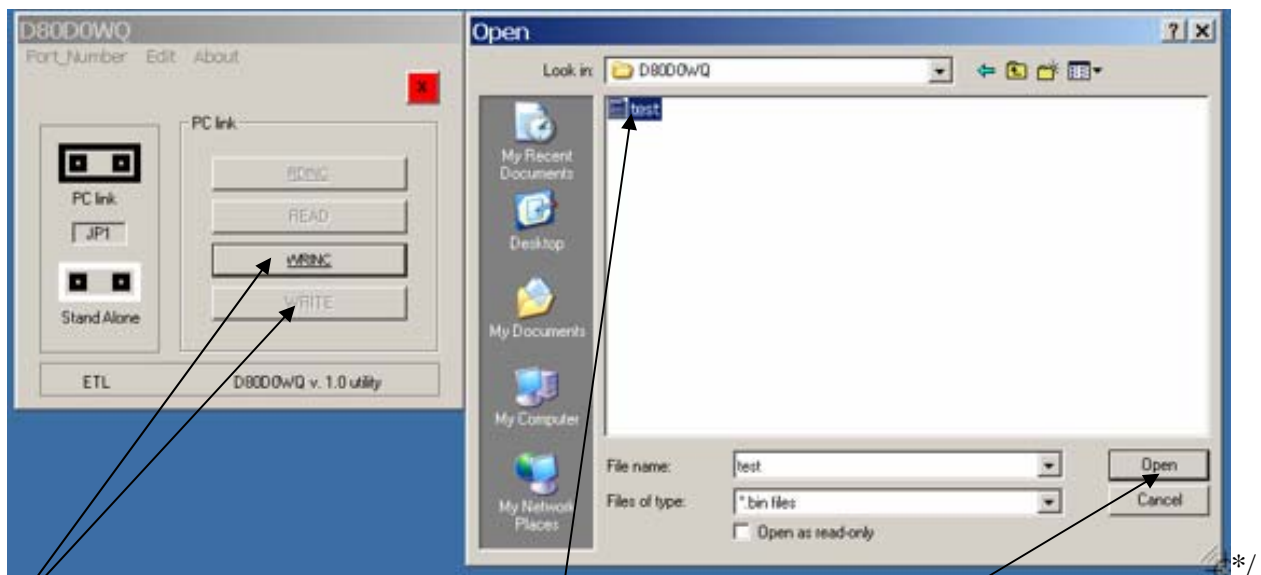 D80D0WQ
Port_Number Edit About
x
PC link
JP1
Stand Alone
PC link
RDINC
READ
WRINC
WRITE
ETL
D80D0WQ v. 1.0 utility
Open
?
x
Look in:
D80D0WQ
My Recent
Documents
Desktop
My Documents
My Computer
My Network
Places
test
File name:
test
Open
Files of type:
*.bin files
Cancel
Open as read-only
*/